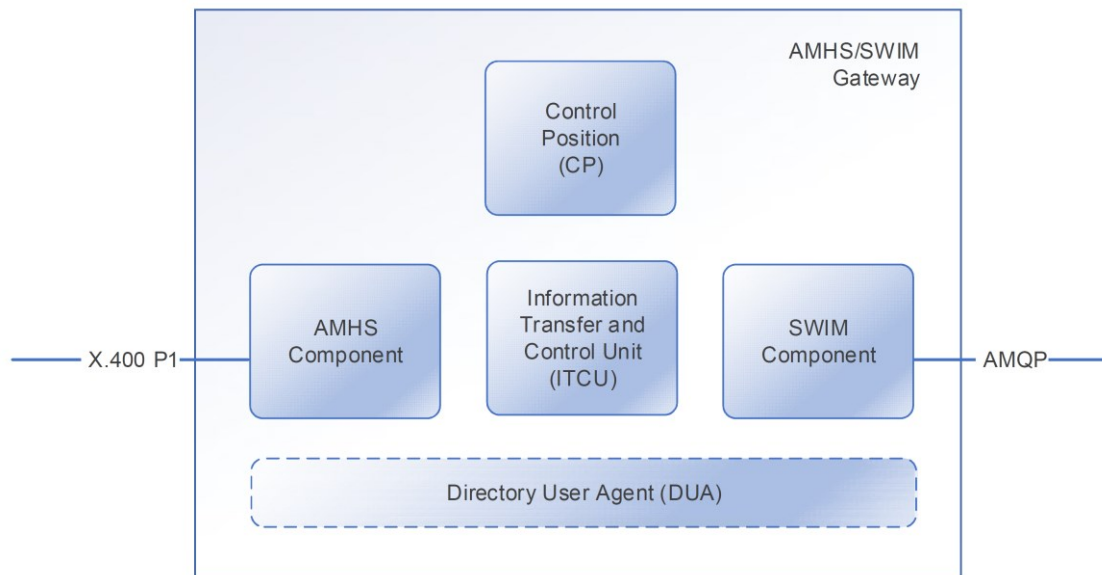 AMHS/SWIM
Gateway
Control
Position
(CP)
AMHS
Component
Information
Transfer and
Control Unit
(ITCU)
SWIM
Component
X.400 P1
AMQP
Directory User Agent (DUA)